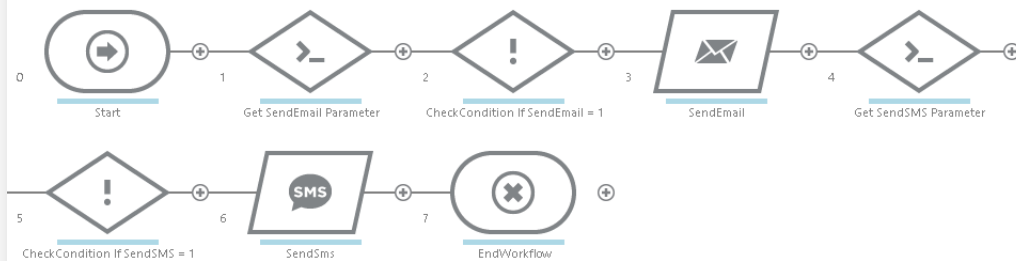 0
Start
1
Get SendEmail Parameter
2
CheckCondition If SendEmail = 1
3
SendEmail
4
Get SendSMS Parameter
5
CheckCondition If SendSMS = 1
6
SMS
SendSms
7
EndWorkflow